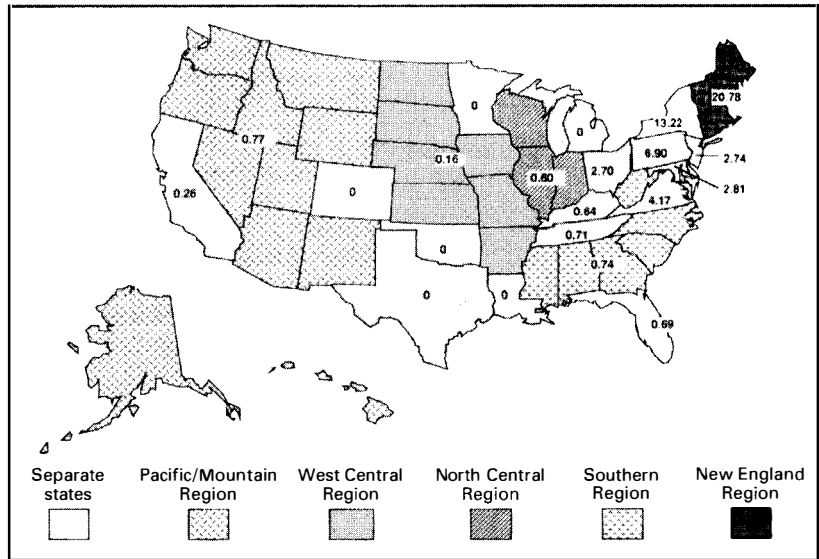 20.78
13.22
0
0
6.90
2.74
0.77
0.16
2.70
0.60
2.81
0.26
0
4.17
0.64
0.71
0
0.74
0
0
0.69
Separate
states
Pacific/Mountain
Region
West Central
Region
North Central
Region
Southern
Region
New England
Region